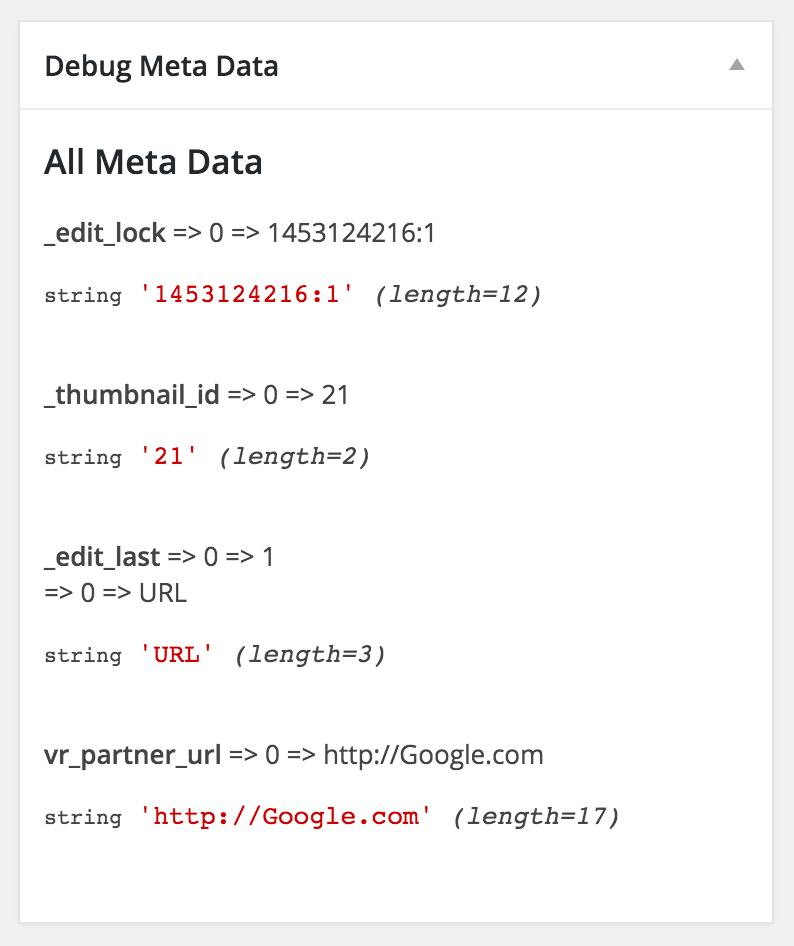 Debug Meta Data
All Meta Data
_edit_lock => 0 => 1453124216:1
string '1453124216:1' (length=12)
_thumbnail_id => 0 => 21
string '21' (length=2)
_edit_last => 0 => 1
=> 0 => URL
string 'URL' (length=3)
vr_partner_url => 0 => http://Google.com
string 'http://Google.com' (length=17)